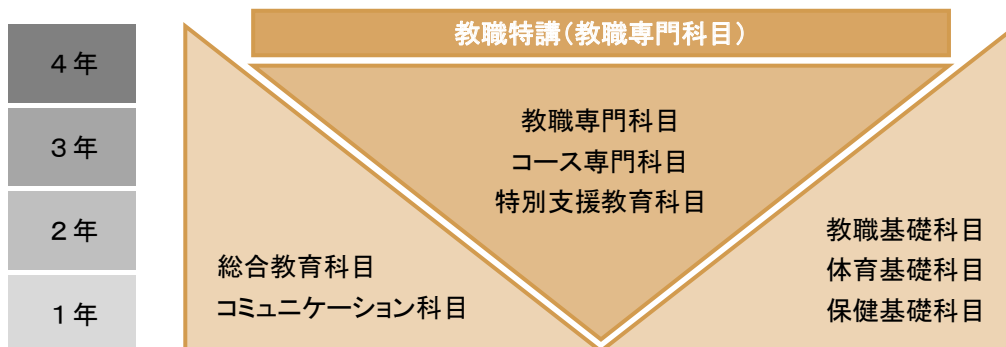 教職特講(教職専門科目)
4年
3年
2年
1年
教職専門科目
コース専門科目
特別支援教育科目
総合教育科目
コミュニケーション科目
教職基礎科目
体育基礎科目
保健基礎科目